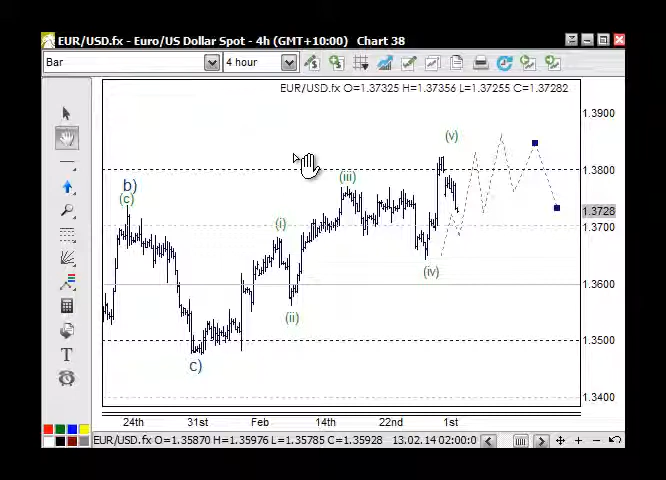 EUR/USD.fx - Euro/US Dollar Spot - 4h (GMT+10:00) Chart 38
Bar
4 hour
EUR/USD.fx O=1.37325 H=1.37356 L=1.37255 C=1.37282
1.3900
(v)
1.3800
(iii)
b)
(c)
1.3728
(i)
1.3700
(iv)
1.3600
(ii)
1.3500
c)
1.3400
24th 31st Feb 14th 22nd 1st
T
EUR/USD.fx O=1.35870 H=1.35976 L=1.35785 C=1.35928 13.02.14 02:00:0